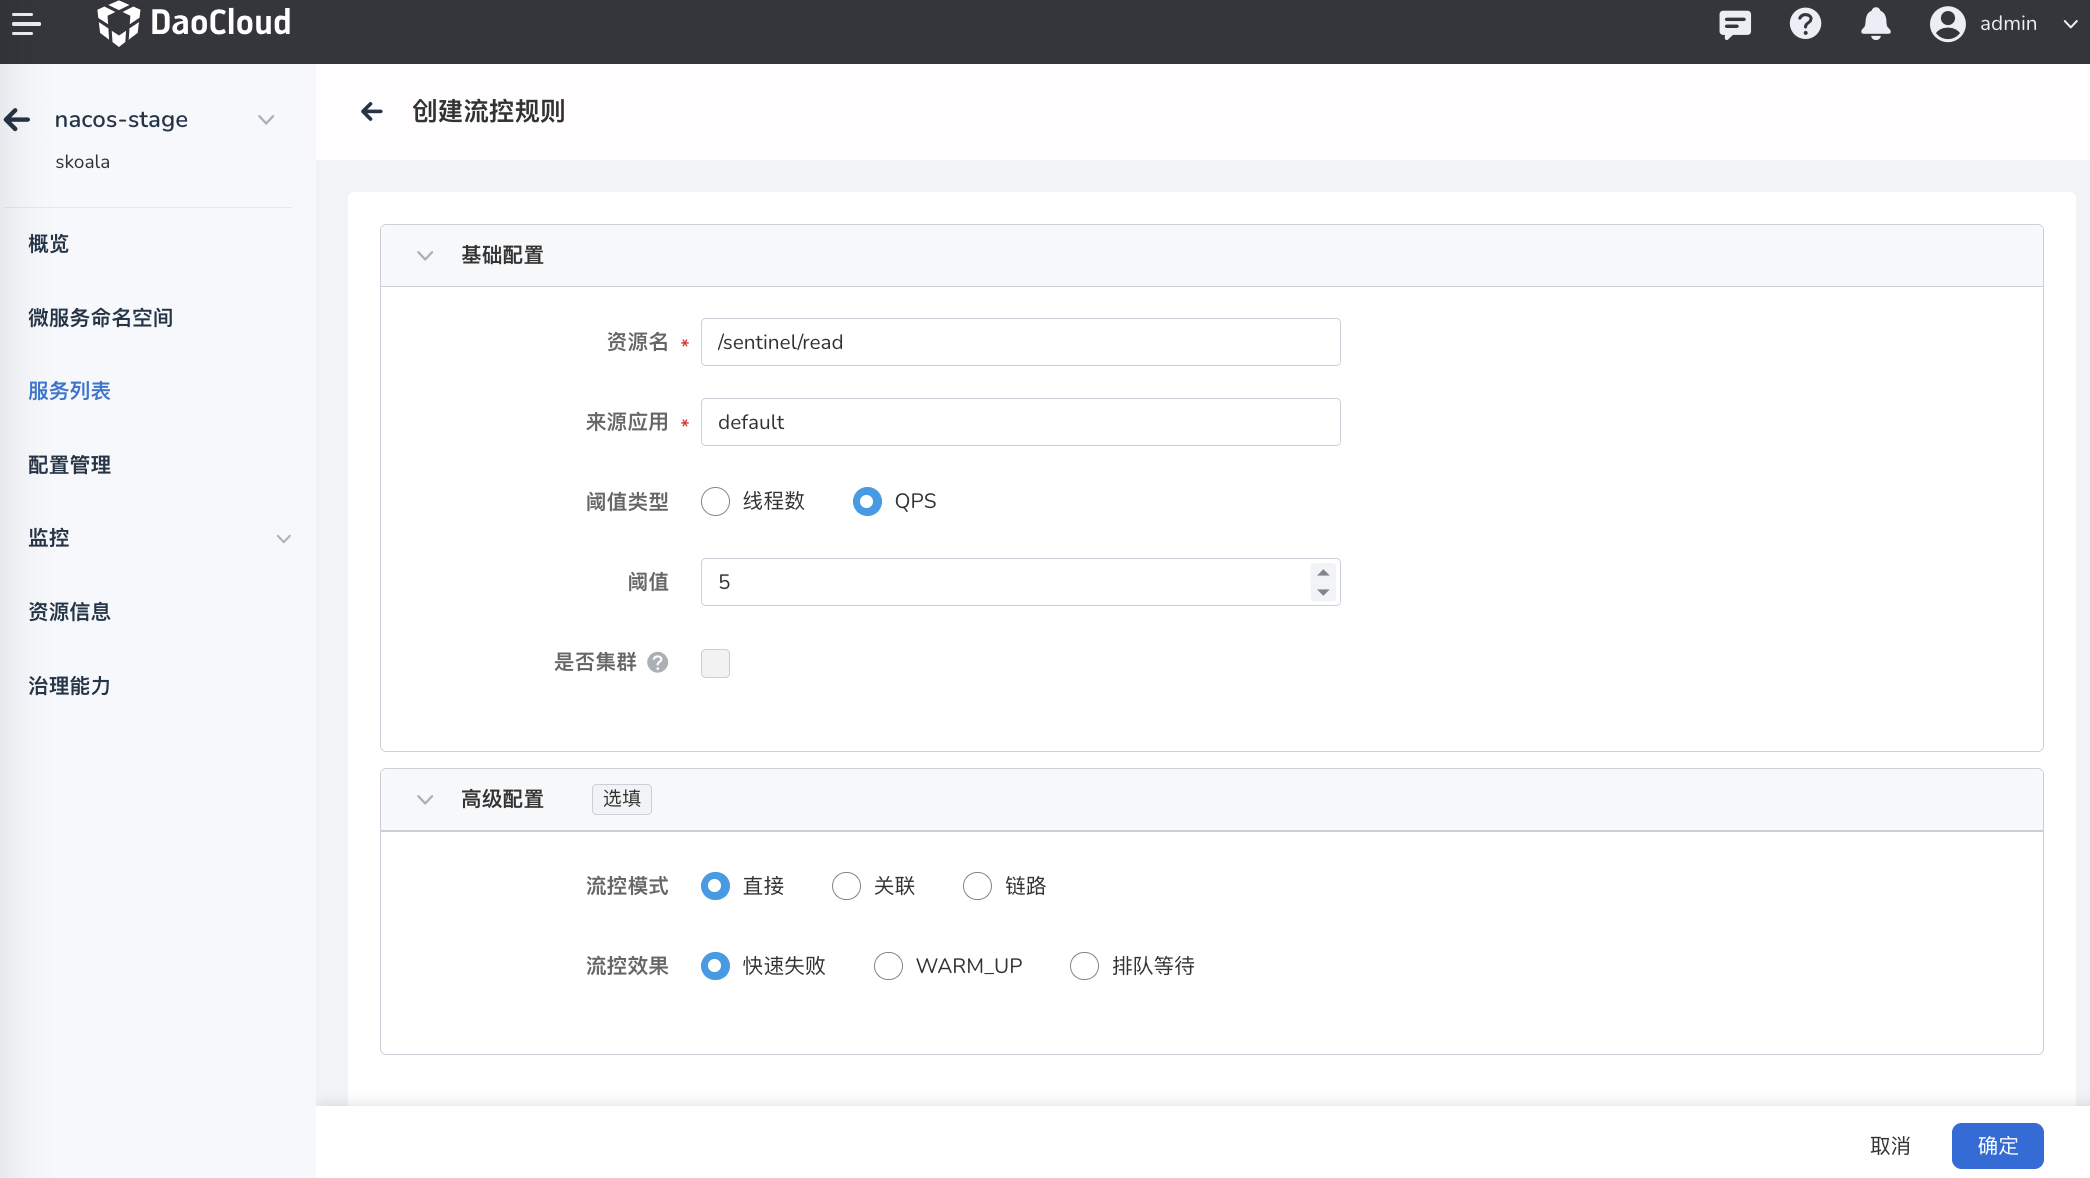 DaoCloud
admin
nacos-stage
skoala
概览
微服务命名空间
服务列表
配置管理
监控
资源信息
治理能力
创建流控规则
基础配置
资源名 * /sentinel/read
来源应用 * default
阈值类型 线程数 QPS
阈值 5
是否集群
高级配置 选填
流控模式 直接 关联 链路
流控效果 快速失败 WARM_UP 排队等待
取消 确定